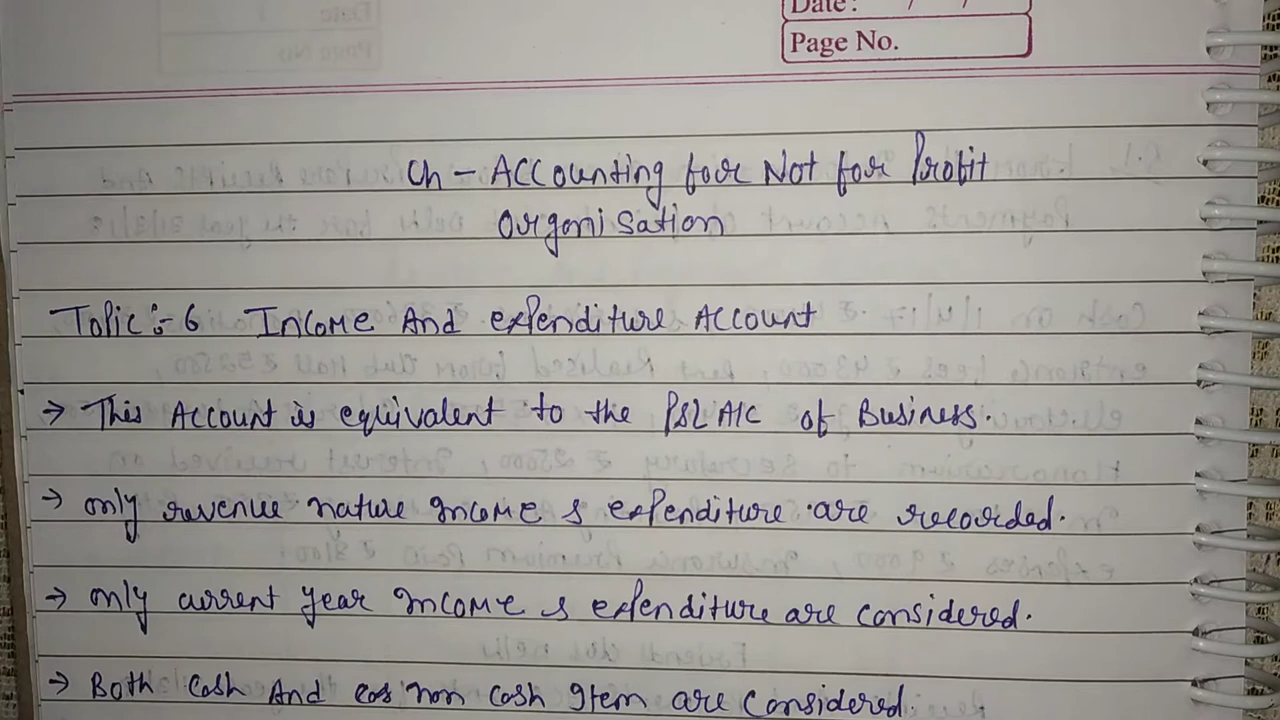 Date: / /
Page No.
Ch - Accounting for Not for Profit
Organisation
Topic:- 6 Income And expenditure Account
→ This Account is equivalent to the P&L A/C of Business.
→ only revenue nature Income & expenditure are recorded.
→ only current year Income & expenditure are considered.
→ Both Cash And non Cash Item are Considered.